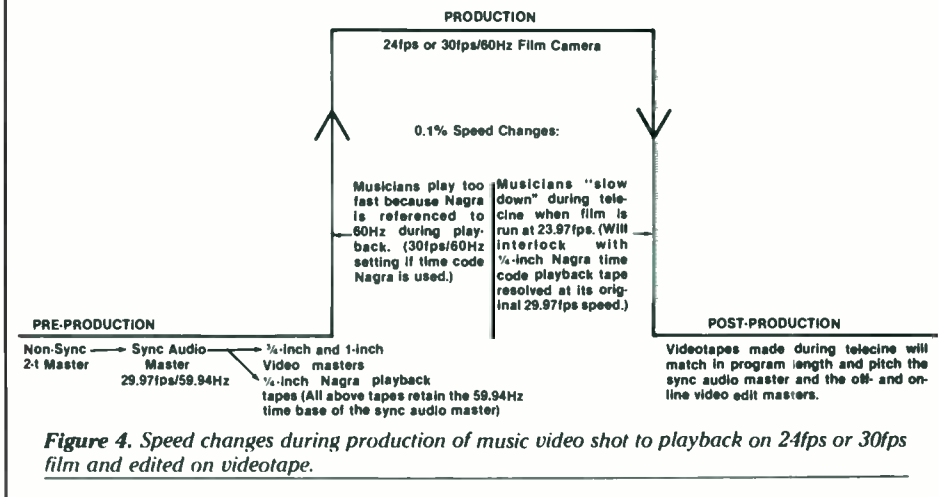 PRODUCTION
24fps or 30fps/60Hz Film Camera
0.1% Speed Changes:
Musicians play too
fast because Nagra
is referenced to
60Hz during play-
back. (30fps/60Hz
setting if time code
Nagra is used.)
Musicians "slow
down" during tele-
cine when film is
run at 23.97fps. (Will
interlock with
¼-inch Nagra time
code playback tape
resolved at its orig-
inal 29.97fps speed.)
PRE-PRODUCTION
Non-Sync
2-t Master
Sync Audio
Master
29.97fps/59.94Hz
¾-inch and 1-inch
Video masters
¼-inch Nagra playback
tapes (All above tapes retain the 59.94Hz
time base of the sync audio master)
POST-PRODUCTION
Videotapes made during telecine will
match in program length and pitch the
sync audio master and the off- and on-
line video edit masters.
Figure 4. Speed changes during production of music video shot to playback on 24fps or 30fps
film and edited on videotape.